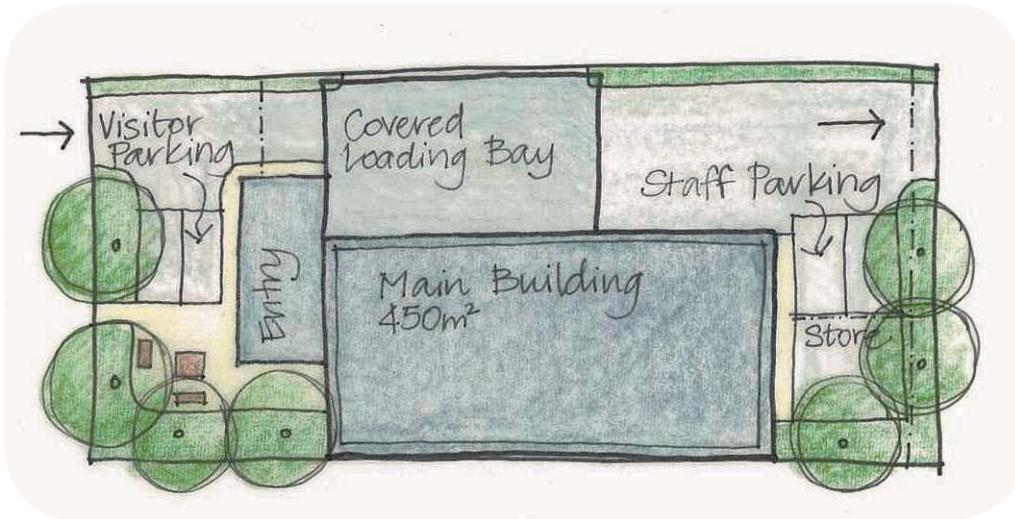 Visitor
Parking
Covered
Loading Bay
Staff Parking
Entry
Main Building
450m²
Store